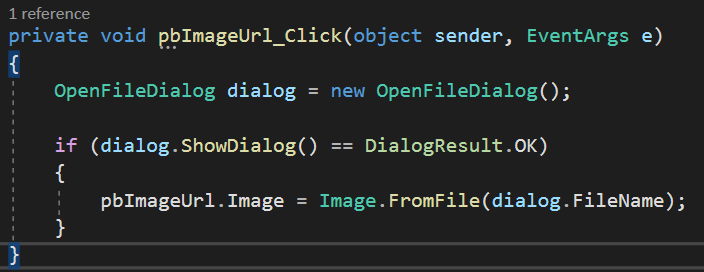 1 reference
private void pbImageUrl_Click(object sender, EventArgs e)
{
    OpenFileDialog dialog = new OpenFileDialog();
    if (dialog.ShowDialog() == DialogResult.OK)
    {
        pbImageUrl.Image = Image.FromFile(dialog.FileName);
    }
}